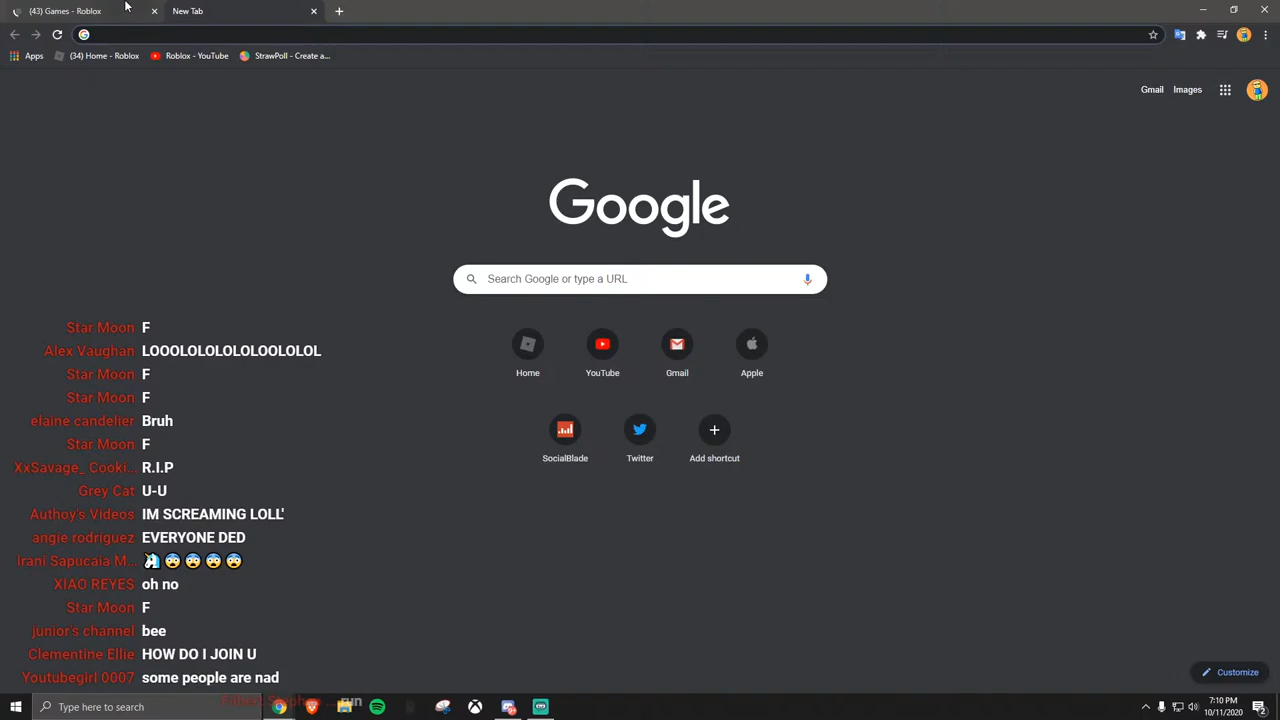 (43) Games - Roblox
New Tab
Apps
(34) Home - Roblox
Roblox - YouTube
StrawPoll - Create a...
Gmail
Images
Google
Search Google or type a URL
Home
YouTube
Gmail
Apple
SocialBlade
Twitter
Add shortcut
Star Moon F
Alex Vaughan LOOOLOLOLOLOLOOLOLOL
Star Moon F
Star Moon F
elaine candelier Bruh
Star Moon F
XxSavage_ Cooki... R.I.P
Grey Cat U-U
Authoy's Videos IM SCREAMING LOLL'
angie rodriguez EVERYONE DED
Irani Sapucaia M... 🦄😨😨😨😨
XIAO REYES oh no
Star Moon F
junior's channel bee
Clementine Ellie HOW DO I JOIN U
Youtubegirl 0007 some people are nad
run
Customize
Type here to search
7:10 PM
10/11/2020
2